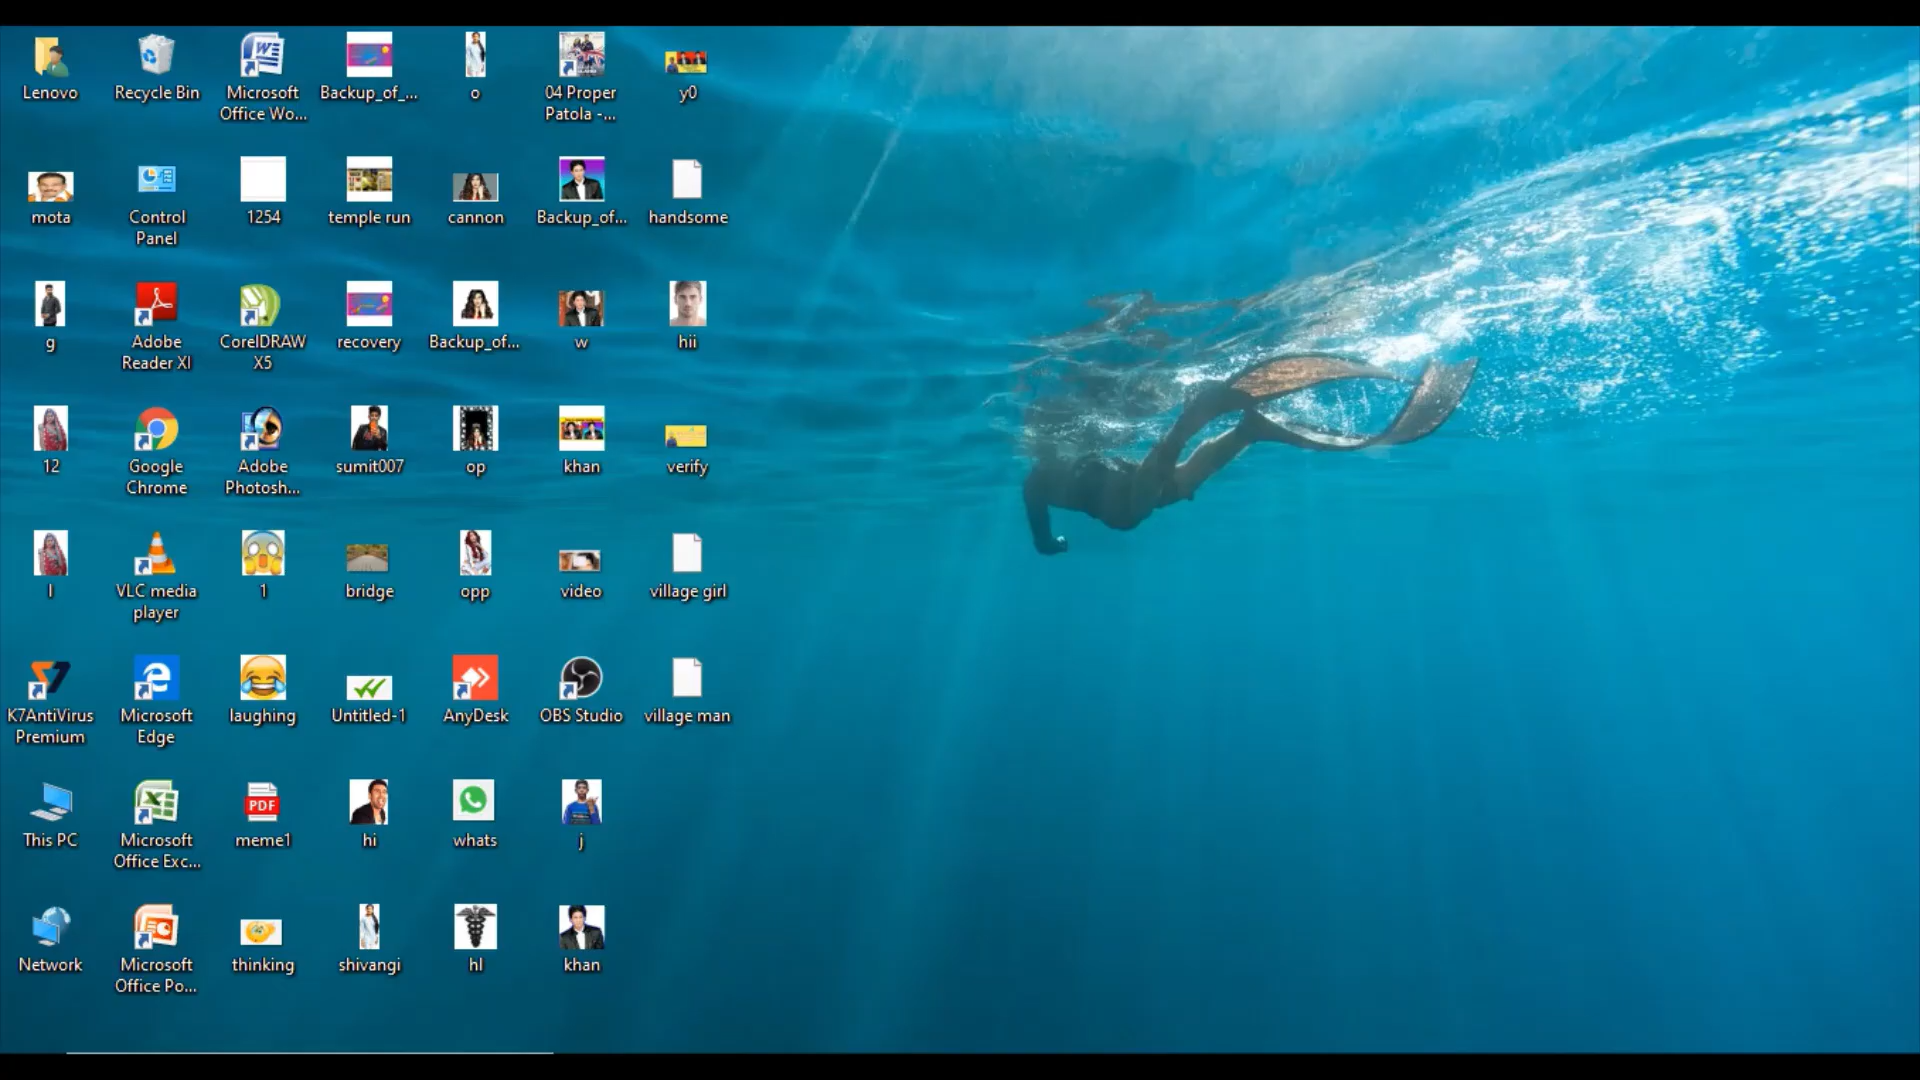 Lenovo
Recycle Bin
Microsoft
Office Wo...
Backup_of_...
o
04 Proper
Patola -...
y0
mota
Control
Panel
1254
temple run
cannon
Backup_of...
handsome
g
Adobe
Reader XI
CorelDRAW
X5
recovery
Backup_of...
w
hii
12
Google
Chrome
Adobe
Photosh...
sumit007
op
khan
verify
l
VLC media
player
1
bridge
opp
video
village girl
K7AntiVirus
Premium
Microsoft
Edge
laughing
Untitled-1
AnyDesk
OBS Studio
village man
This PC
Microsoft
Office Exc...
PDF
meme1
hi
whats
j
Network
Microsoft
Office Po...
thinking
shivangi
hl
khan